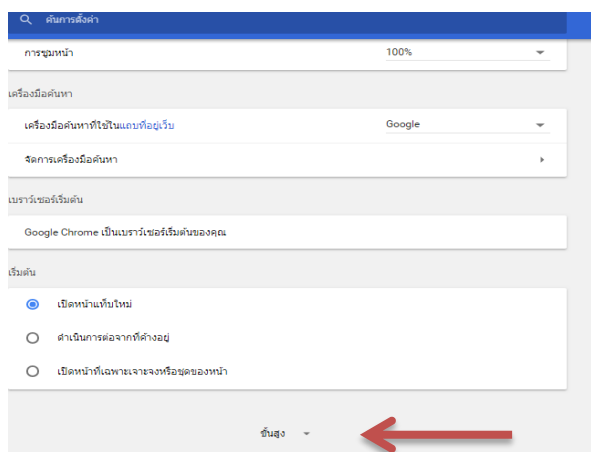 ค้นการตั้งค่า
การซูมหน้า 100%
เครื่องมือค้นหา
เครื่องมือค้นหาที่ใช้ในแถบที่อยู่เว็บ Google
จัดการเครื่องมือค้นหา
เบราว์เซอร์เริ่มต้น
Google Chrome เป็นเบราว์เซอร์เริ่มต้นของคุณ
เริ่มต้น
เปิดหน้าแท็บใหม่
ดำเนินการต่อจากที่ค้างอยู่
เปิดหน้าที่เฉพาะเจาะจงหรือชุดของหน้า
ขั้นสูง